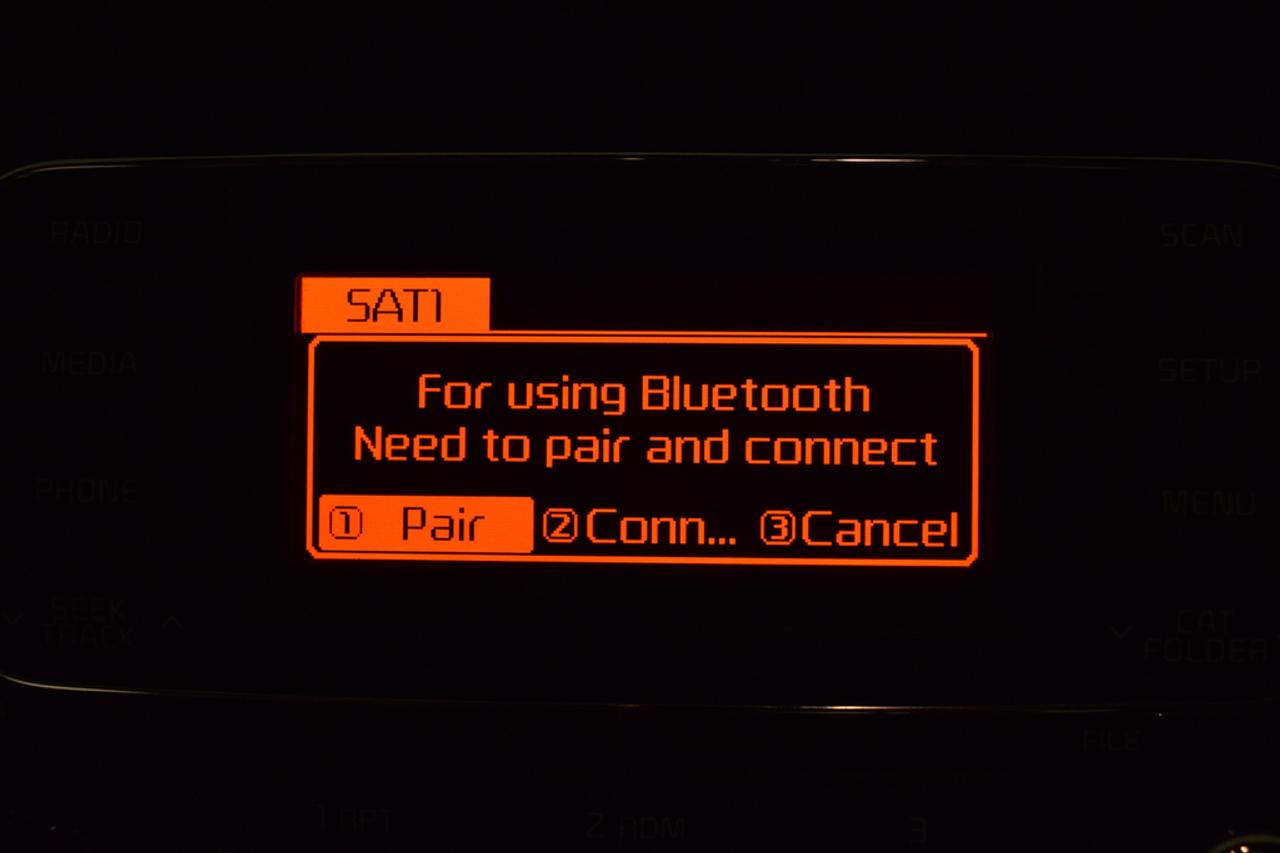 RADIO
SCAN
SAT1
MEDIA
SETUP
For using Bluetooth
Need to pair and connect
PHONE
MENU
① Pair ②Conn... ③Cancel
SEEK
TRACK
CAT
FOLDER
FILE
1 RPT
2 RDM
3